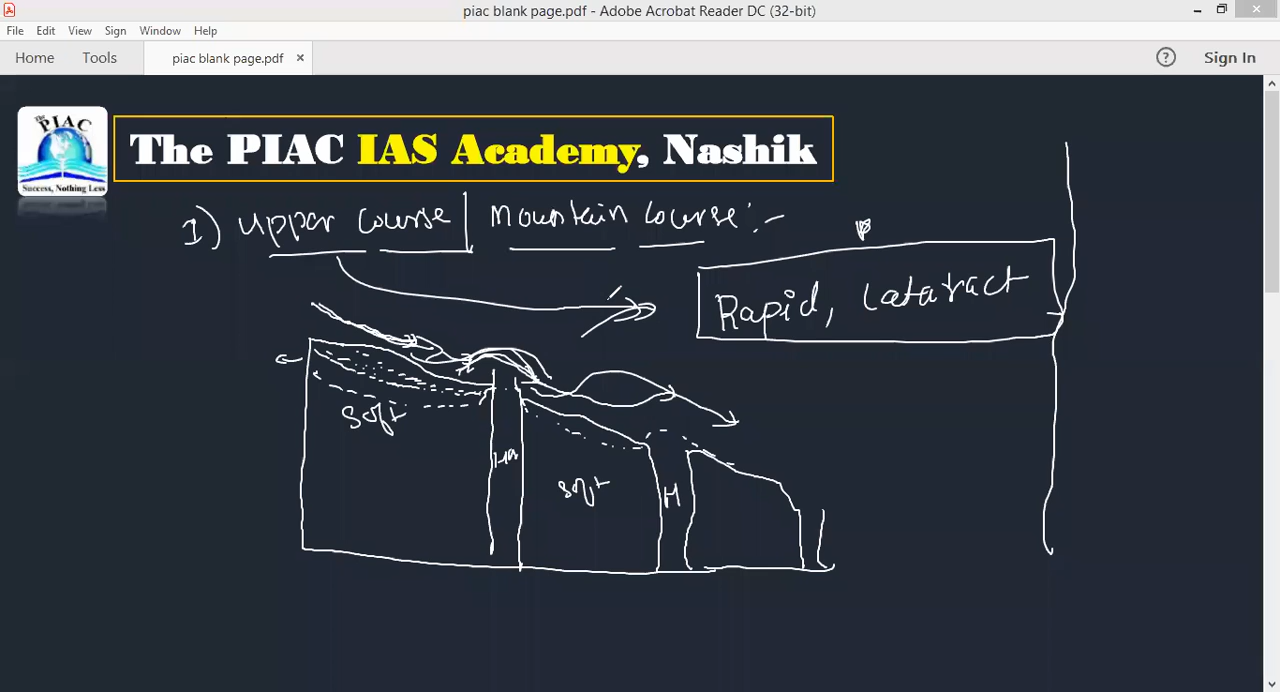 piac blank page.pdf - Adobe Acrobat Reader DC (32-bit)
File Edit View Sign Window Help
Home Tools piac blank page.pdf × ? Sign In
The PIAC
Success, Nothing Less
The PIAC IAS Academy, Nashik
1) Upper Course | Mountain Course :-
Rapid, Cataract
Soft
Ha
Soft
H